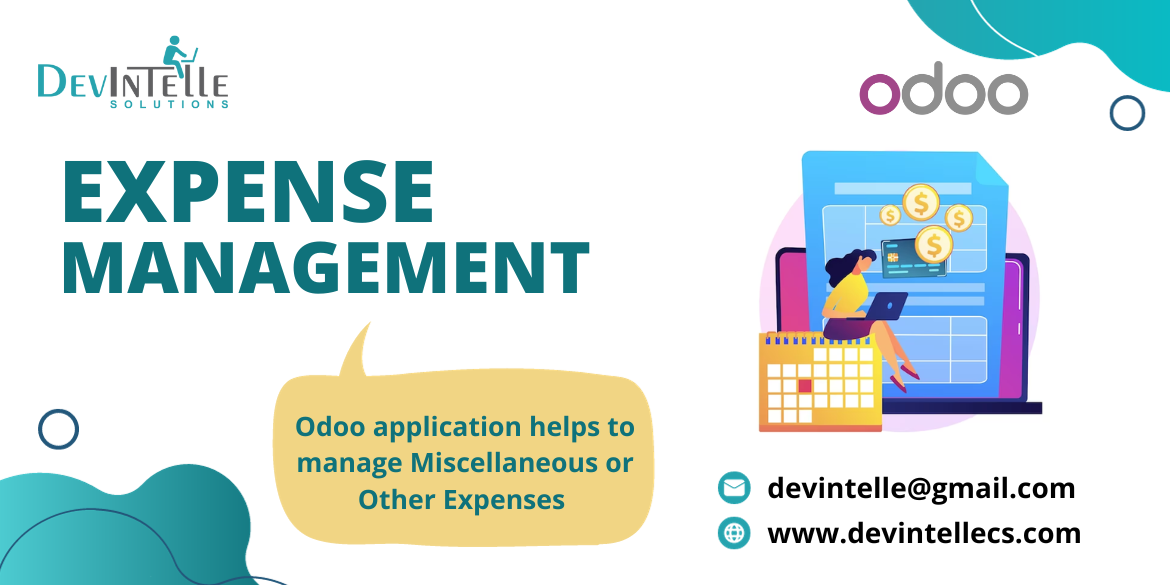 DEVINTELLE
SOLUTIONS
odoo
EXPENSE
MANAGEMENT
Odoo application helps to
manage Miscellaneous or
Other Expenses
devintelle@gmail.com
www.devintellecs.com